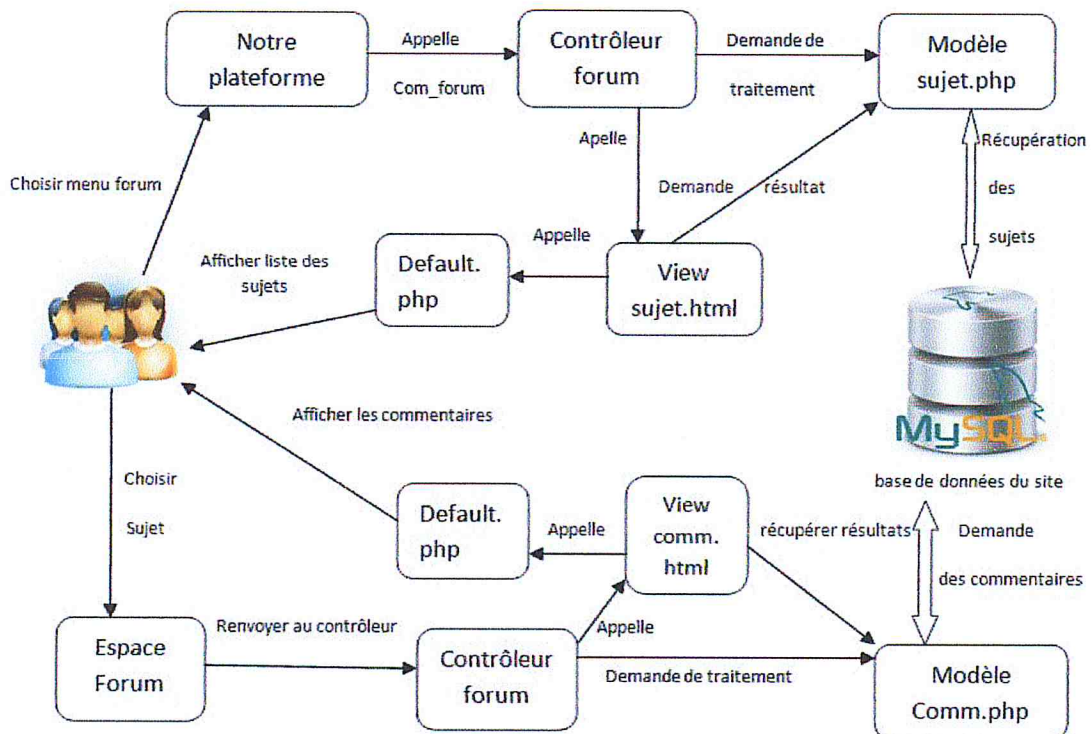 Notre
plateforme
Appelle
Com_forum
Contrôleur
forum
Demande de
traitement
Modèle
sujet.php
Choisir menu forum
Apelle
Demande résultat
Récupération
des
sujets
Afficher liste des
sujets
Default.
php
Appelle
View
sujet.html
MySQL
base de données du site
Afficher les commentaires
Choisir
Sujet
Default.
php
Appelle
View
comm.
html
récupérer résultats
Demande
des commentaires
Espace
Forum
Renvoyer au contrôleur
Contrôleur
forum
Appelle
Demande de traitement
Modèle
Comm.php